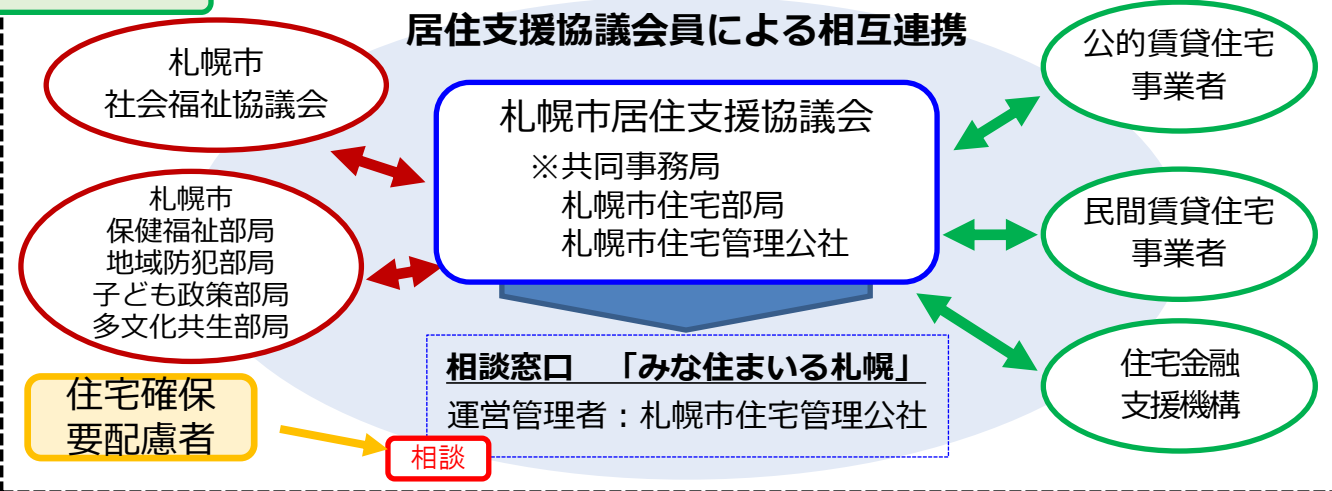 居住支援協議会員による相互連携
札幌市
社会福祉協議会
札幌市
保健福祉部局
地域防犯部局
子ども政策部局
多文化共生部局
札幌市居住支援協議会
※共同事務局
札幌市住宅部局
札幌市住宅管理公社
公的賃貸住宅
事業者
民間賃貸住宅
事業者
住宅金融
支援機構
相談窓口　「みな住まいる札幌」
運営管理者：札幌市住宅管理公社
住宅確保
要配慮者
相談